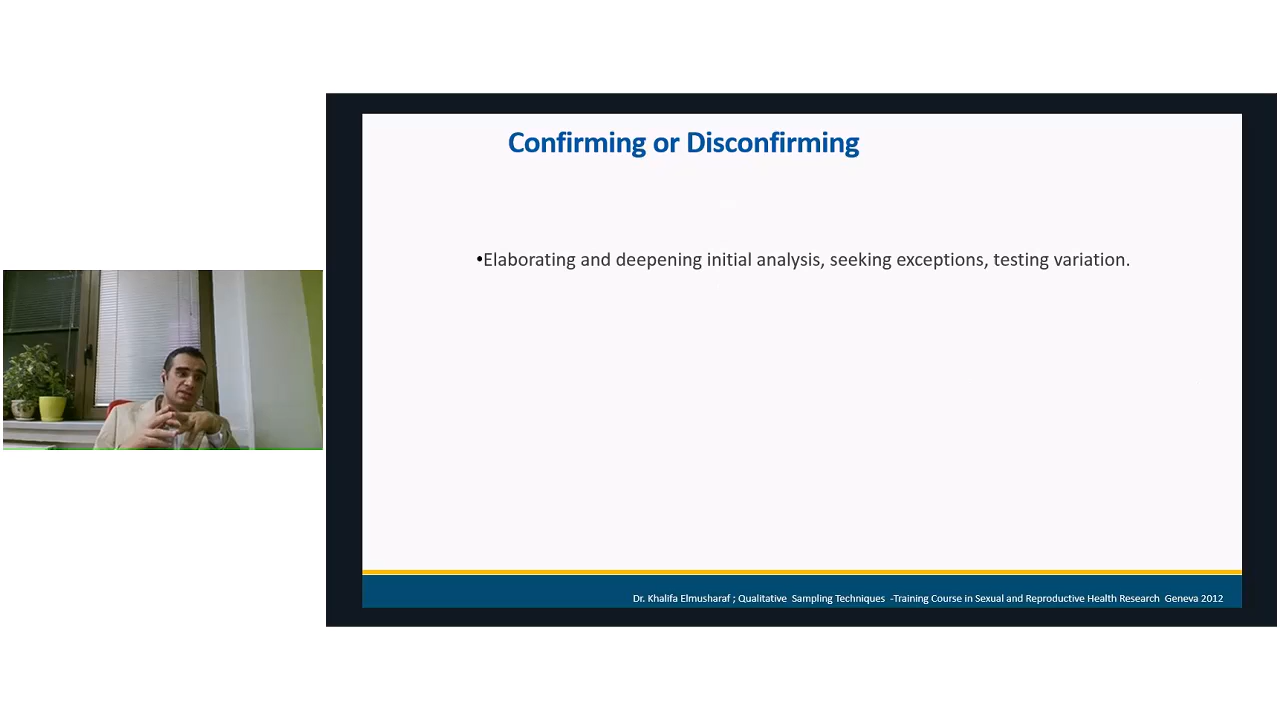 Confirming or Disconfirming
•Elaborating and deepening initial analysis, seeking exceptions, testing variation.
Dr. Khalifa Elmusharaf ; Qualitative Sampling Techniques -Training Course in Sexual and Reproductive Health Research Geneva 2012